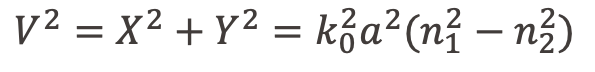 V² = X² + Y² = k₀²a²(n₁² − n₂²)